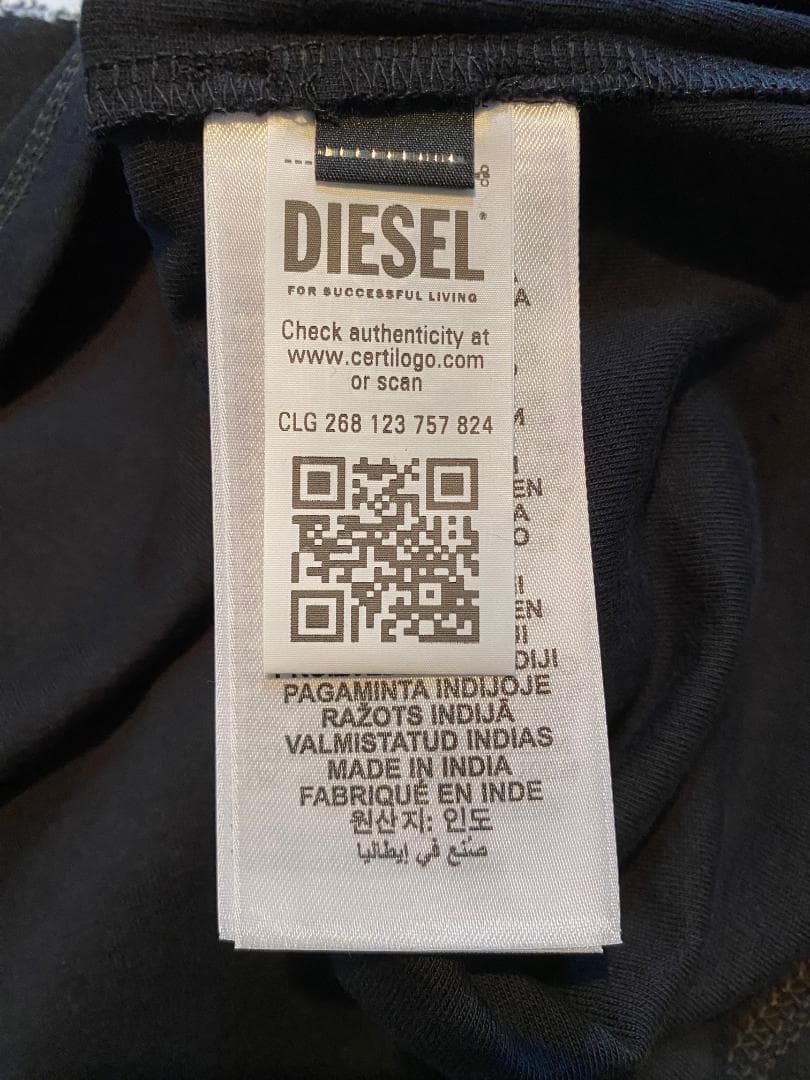 DIESEL
FOR SUCCESSFUL LIVING
Check authenticity at
www.certilogo.com
or scan
CLG 268 123 757 824
PAGAMINTA INDIJOJE
RAŽOTS INDIJĀ
VALMISTATUD INDIAS
MADE IN INDIA
FABRIQUÉ EN INDE
원산지: 인도
صنع في إيطاليا